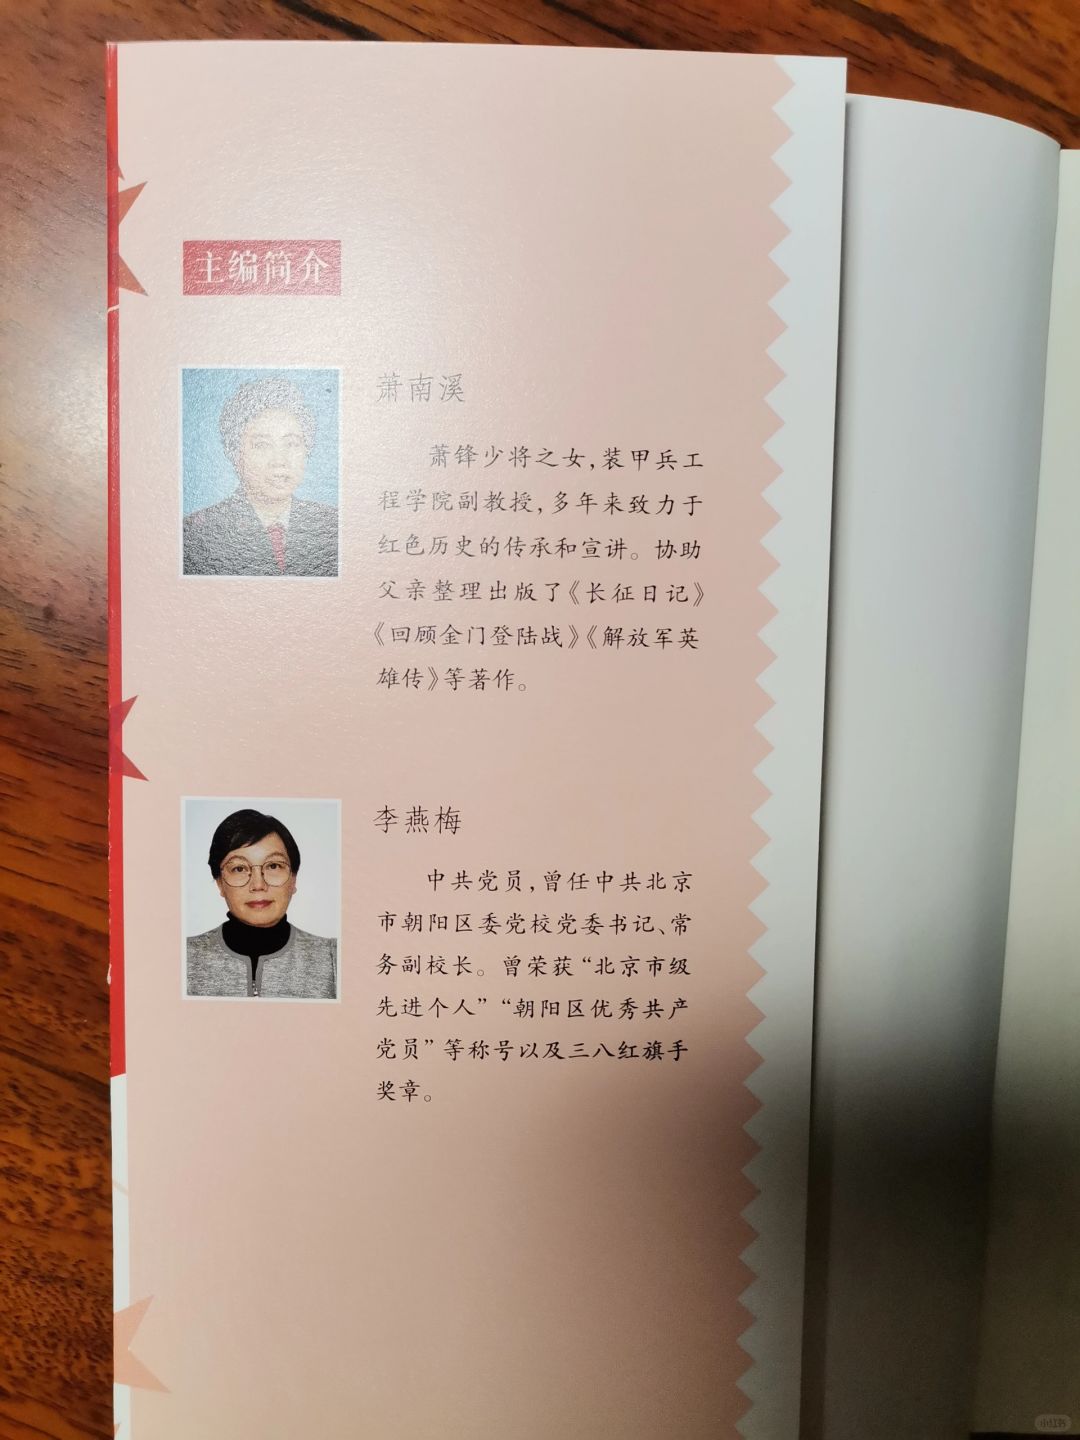 主编简介
萧南溪
萧锋少将之女，装甲兵工
程学院副教授，多年来致力于
红色历史的传承和宣讲。协助
父亲整理出版了《长征日记》
《回顾金门登陆战》《解放军英
雄传》等著作。
李燕梅
中共党员，曾任中共北京
市朝阳区委党校党委书记、常
务副校长。曾荣获“北京市级
先进个人”“朝阳区优秀共产
党员”等称号以及三八红旗手
奖章。
小红书